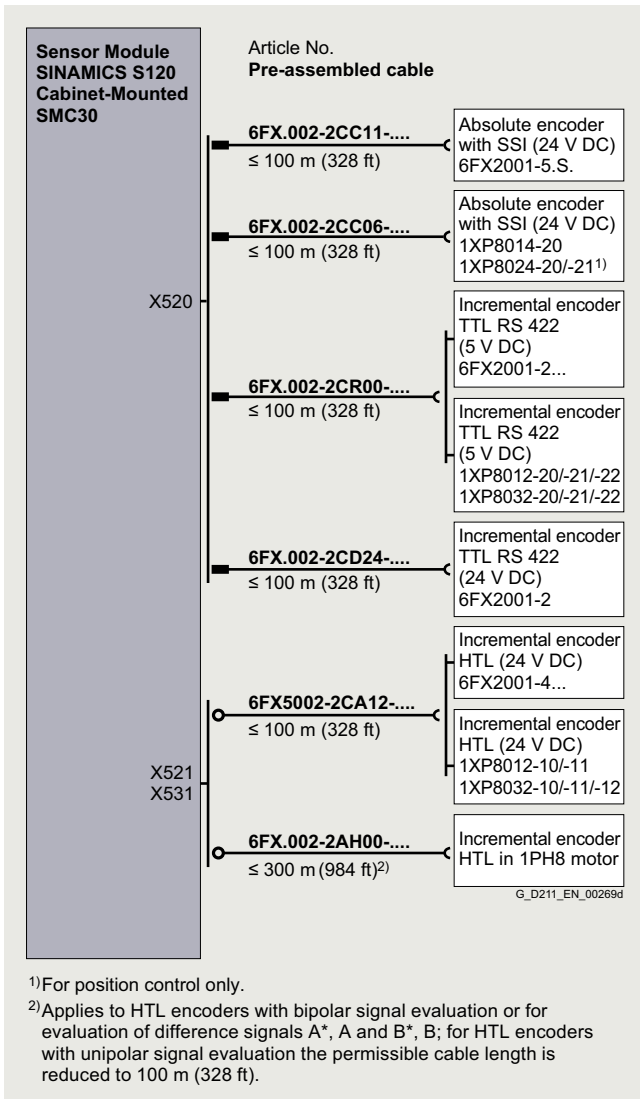 Sensor Module
SINAMICS S120
Cabinet-Mounted
SMC30
Article No.
Pre-assembled cable
6FX.002-2CC11-....
≤ 100 m (328 ft)
Absolute encoder
with SSI (24 V DC)
6FX2001-5.S.
6FX.002-2CC06-....
≤ 100 m (328 ft)
Absolute encoder
with SSI (24 V DC)
1XP8014-20
1XP8024-20/-21¹⁾
X520
Incremental encoder
TTL RS 422
(5 V DC)
6FX2001-2...
6FX.002-2CR00-....
≤ 100 m (328 ft)
Incremental encoder
TTL RS 422
(5 V DC)
1XP8012-20/-21/-22
1XP8032-20/-21/-22
6FX.002-2CD24-....
≤ 100 m (328 ft)
Incremental encoder
TTL RS 422
(24 V DC)
6FX2001-2
Incremental encoder
HTL (24 V DC)
6FX2001-4...
6FX5002-2CA12-....
≤ 100 m (328 ft)
Incremental encoder
HTL (24 V DC)
1XP8012-10/-11
1XP8032-10/-11/-12
X521
X531
6FX.002-2AH00-....
≤ 300 m (984 ft)²⁾
Incremental encoder
HTL in 1PH8 motor
G_D211_EN_00269d
¹⁾For position control only.
²⁾Applies to HTL encoders with bipolar signal evaluation or for
evaluation of difference signals A*, A and B*, B; for HTL encoders
with unipolar signal evaluation the permissible cable length is
reduced to 100 m (328 ft).